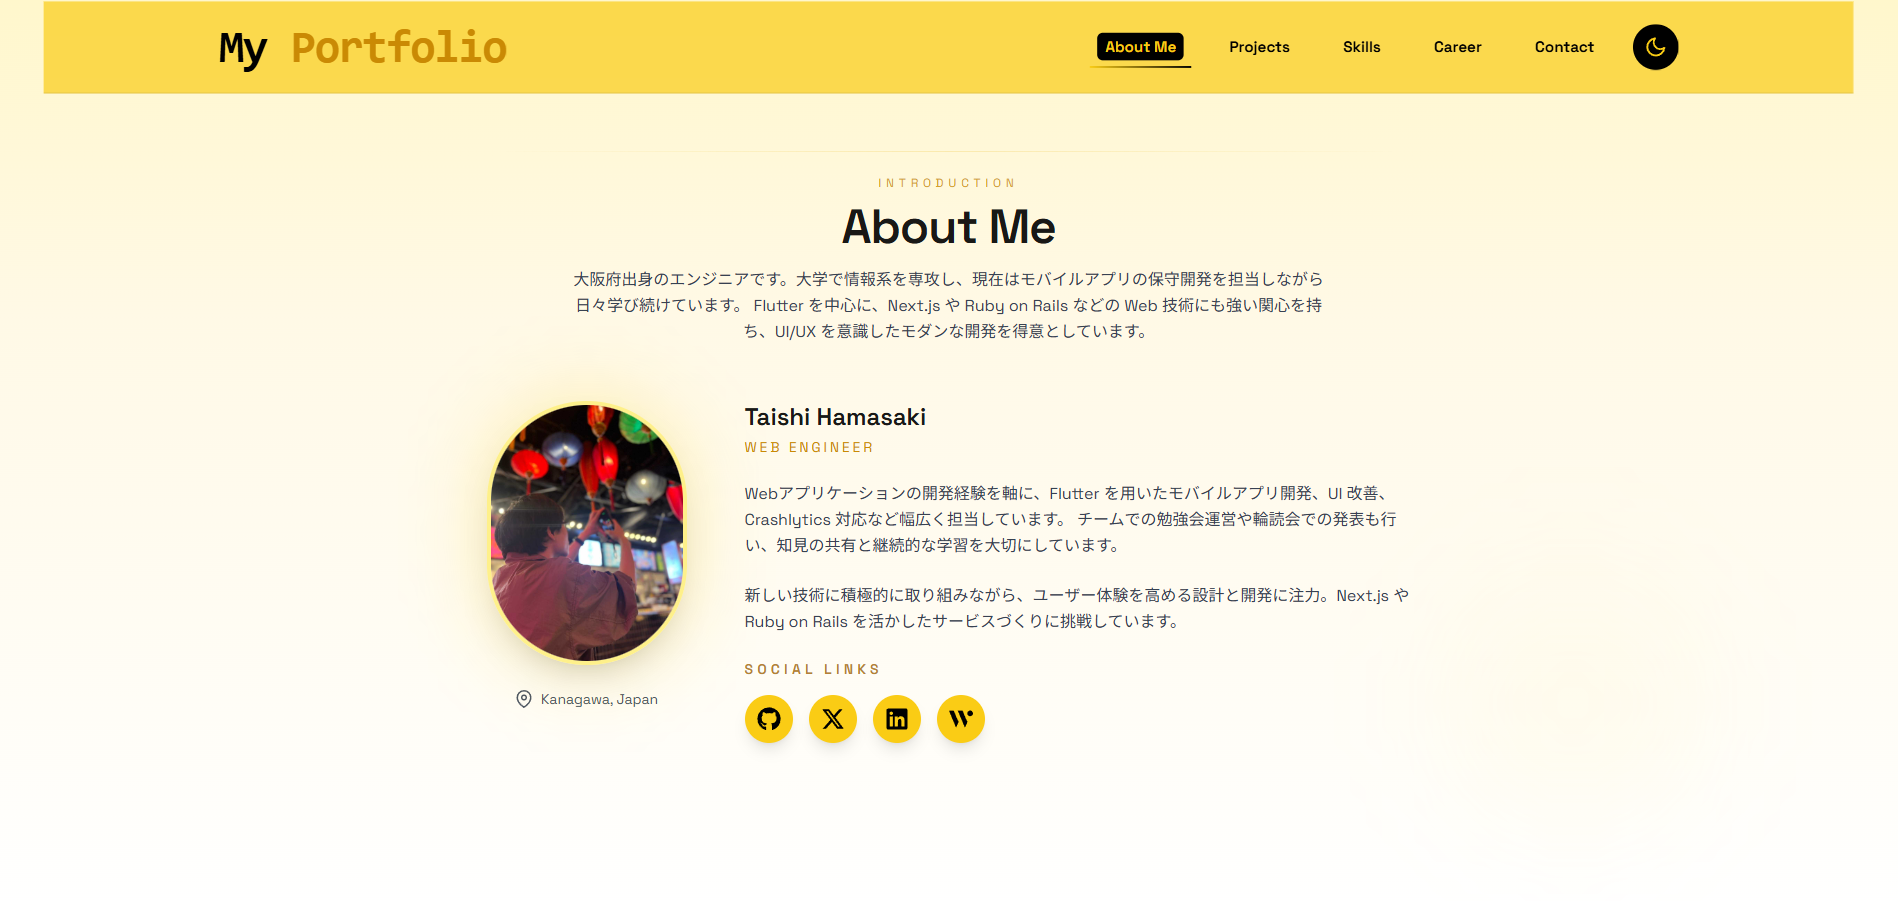 My Portfolio
About Me
Projects
Skills
Career
Contact
INTRODUCTION
About Me
大阪府出身のエンジニアです。大学で情報系を専攻し、現在はモバイルアプリの保守開発を担当しながら
日々学び続けています。 Flutter を中心に、Next.js や Ruby on Rails などの Web 技術にも強い関心を持
ち、UI/UX を意識したモダンな開発を得意としています。
Taishi Hamasaki
WEB ENGINEER
Webアプリケーションの開発経験を軸に、Flutter を用いたモバイルアプリ開発、UI 改善、
Crashlytics 対応など幅広く担当しています。 チームでの勉強会運営や輪読会での発表も行
い、知見の共有と継続的な学習を大切にしています。
新しい技術に積極的に取り組みながら、ユーザー体験を高める設計と開発に注力。Next.js や
Ruby on Rails を活かしたサービスづくりに挑戦しています。
SOCIAL LINKS
Kanagawa, Japan